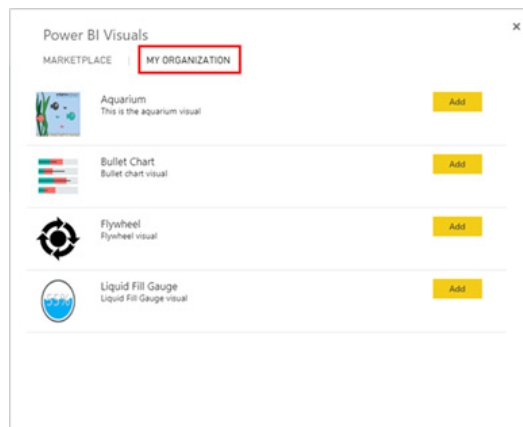 Power BI Visuals
MARKETPLACE | MY ORGANIZATION
Aquarium
This is the aquarium visual
Add
Bullet Chart
Bullet chart visual
Add
Flywheel
Flywheel visual
Add
55%
Liquid Fill Gauge
Liquid Fill Gauge visual
Add